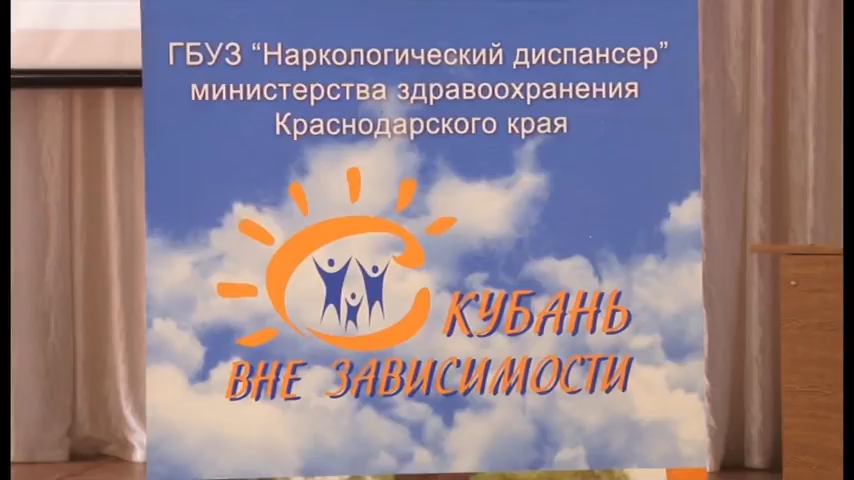 ГБУЗ “Наркологический диспансер”
министерства здравоохранения
Краснодарского края
КУБАНЬ
ВНЕ ЗАВИСИМОСТИ